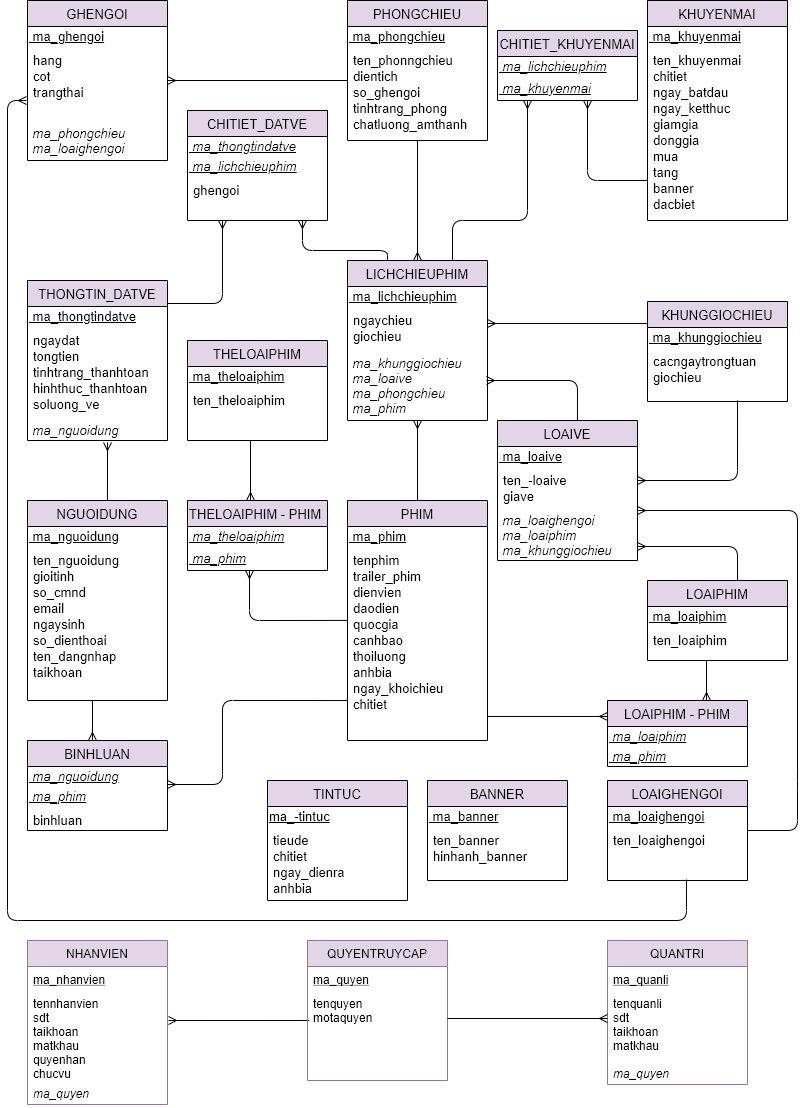 GHENGOI
ma_ghengoi
hang
cot
trangthai
ma_phongchieu
ma_loaighengoi
PHONGCHIEU
ma_phongchieu
ten_phonngchieu
dientich
so_ghengoi
tinhtrang_phong
chatluong_amthanh
CHITIET_KHUYENMAI
ma_lichchieuphim
ma_khuyenmai
KHUYENMAI
ma_khuyenmai
ten_khuyenmai
chitiet
ngay_batdau
ngay_ketthuc
giamgia
donggia
mua
tang
banner
dacbiet
CHITIET_DATVE
ma_thongtindatve
ma_lichchieuphim
ghengoi
THONGTIN_DATVE
ma_thongtindatve
ngaydat
tongtien
tinhtrang_thanhtoan
hinhthuc_thanhtoan
soluong_ve
ma_nguoidung
THELOAIPHIM
ma_theloaiphim
ten_theloaiphim
LICHCHIEUPHIM
ma_lichchieuphim
ngaychieu
giochieu
ma_khunggiochieu
ma_loaive
ma_phongchieu
ma_phim
KHUNGGIOCHIEU
ma_khunggiochieu
cacngaytrongtuan
giochieu
LOAIVE
ma_loaive
ten_-loaive
giave
ma_loaighengoi
ma_loaiphim
ma_khunggiochieu
NGUOIDUNG
ma_nguoidung
ten_nguoidung
gioitinh
so_cmnd
email
ngaysinh
so_dienthoai
ten_dangnhap
taikhoan
THELOAIPHIM - PHIM
ma_theloaiphim
ma_phim
PHIM
ma_phim
tenphim
trailer_phim
dienvien
daodien
quocgia
canhbao
thoiluong
anhbia
ngay_khoichieu
chitiet
LOAIPHIM
ma_loaiphim
ten_loaiphim
LOAIPHIM - PHIM
ma_loaiphim
ma_phim
BINHLUAN
ma_nguoidung
ma_phim
binhluan
TINTUC
ma_-tintuc
tieude
chitiet
ngay_dienra
anhbia
BANNER
ma_banner
ten_banner
hinhanh_banner
LOAIGHENGOI
ma_loaighengoi
ten_loaighengoi
NHANVIEN
ma_nhanvien
tennhanvien
sdt
taikhoan
matkhau
quyenhan
chucvu
ma_quyen
QUYENTRUYCAP
ma_quyen
tenquyen
motaquyen
QUANTRI
ma_quanli
tenquanli
sdt
taikhoan
matkhau
ma_quyen